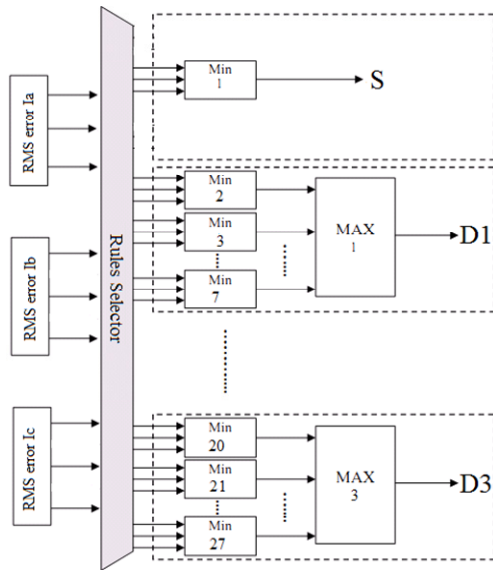 RMS error Ia
RMS error Ib
RMS error Ic
Rules Selector
Min
1
S
Min
2
Min
3
Min
7
MAX
1
D1
Min
20
Min
21
Min
27
MAX
3
D3